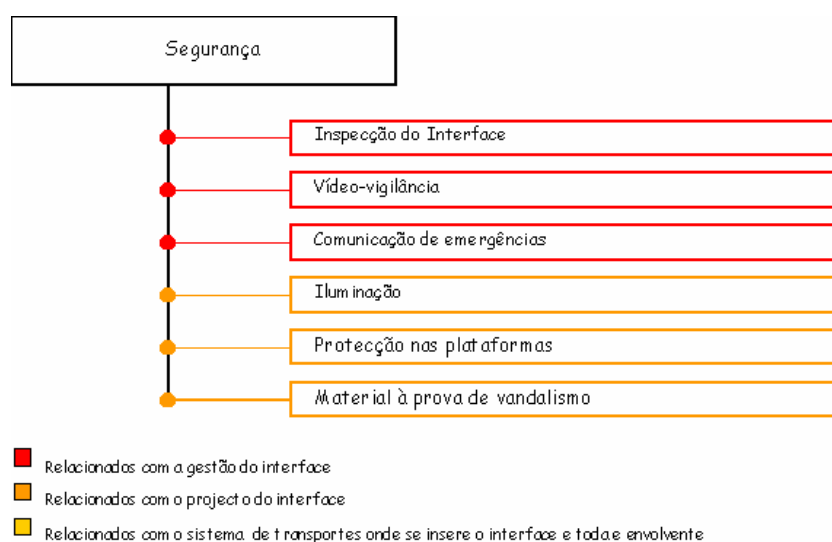 Segurança
Inspecção do Interface
Vídeo-vigilância
Comunicação de emergências
Iluminação
Protecção nas plataformas
Material à prova de vandalismo
Relacionados com a gestão do interface
Relacionados com o projecto do interface
Relacionados com o sistema de transportes onde se insere o interface e toda e envolvente